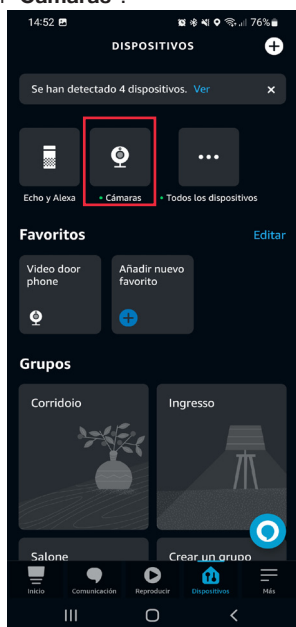 "Cámaras".
14:52 76%
DISPOSITIVOS
Se han detectado 4 dispositivos. Ver ×
Echo y Alexa Cámaras Todos los dispositivos
Favoritos Editar
Video door phone
Añadir nuevo favorito
Grupos
Corridoio Ingresso
Salone Crear un grupo
Inicio Comunicación Reproducir Dispositivos Más